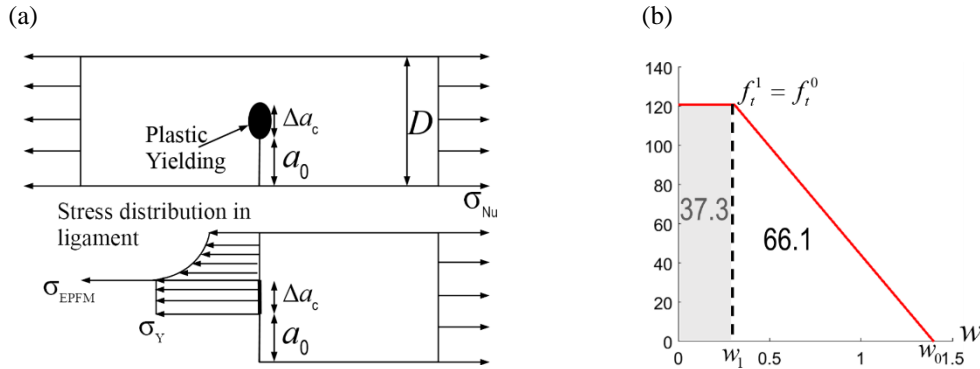 (a)
(b)
Plastic
Yielding
Δa_c
a_0
D
σ_Nu
Stress distribution in
ligament
σ_EPFM
σ_Y
Δa_c
a_0
140
120
100
80
60
40
20
0
f_t^1 = f_t^0
37.3
66.1
0 w_1 0.5 1 w_0 1.5 w